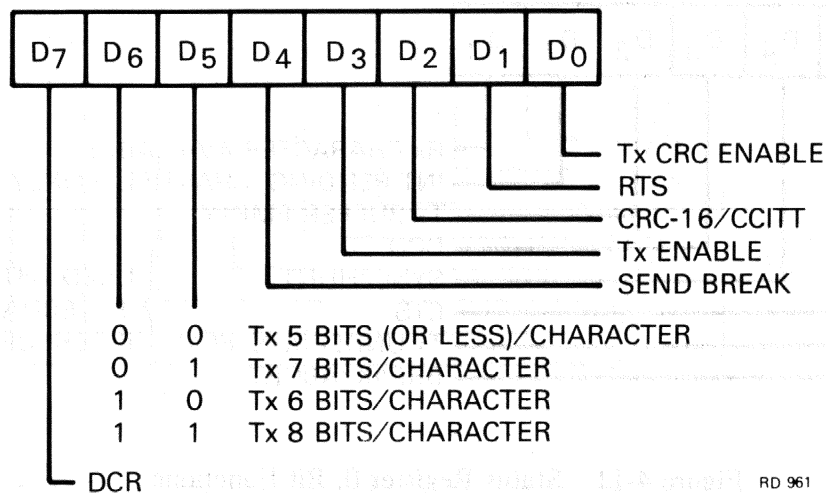 D7 D6 D5 D4 D3 D2 D1 D0
Tx CRC ENABLE
RTS
CRC-16/CCITT
Tx ENABLE
SEND BREAK
0 0 Tx 5 BITS (OR LESS)/CHARACTER
0 1 Tx 7 BITS/CHARACTER
1 0 Tx 6 BITS/CHARACTER
1 1 Tx 8 BITS/CHARACTER
DCR
RD 961